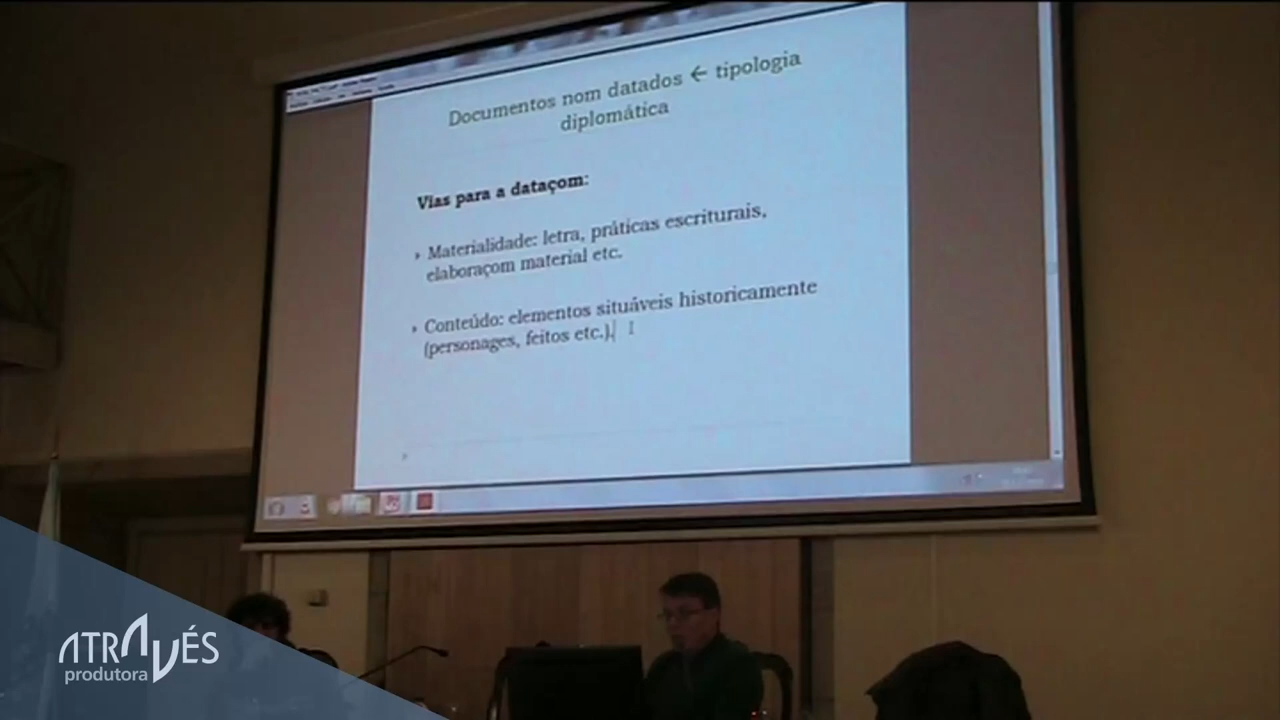 Documentos nom datados ← tipologia
diplomática
Vias para a dataçom:
Materialidade: letra, práticas escriturais,
elaboraçom material etc.
Conteúdo: elementos situáveis historicamente
(personages, feitos etc.).
ATRAVÉS
produtora